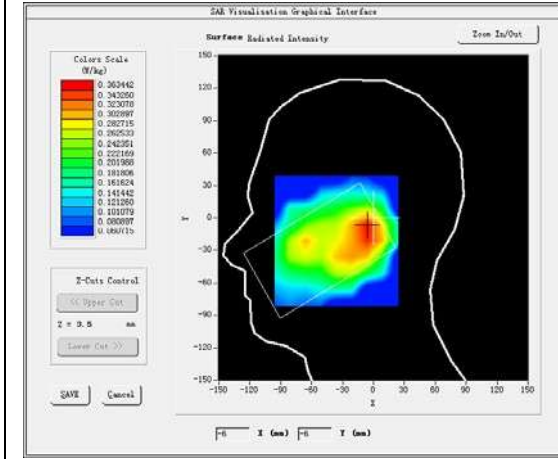 SAR Visualisation Graphical Interface
Surface Radiated Intensity
Zoom In/Out
Colors Scale
(W/kg)
0.363442
0.343260
0.323078
0.302897
0.282715
0.262533
0.242351
0.222169
0.201988
0.181806
0.161624
0.141442
0.121260
0.101079
0.080897
0.060715
Z-Cuts Control
<< Upper Cut
Z = 3.5 mm
Lower Cut >>
SAVE Cancel
150
120
90
60
30
0
-30
-60
-90
-120
-150
Y
-150 -120 -90 -60 -30 0 30 60 90 120 150
X
-6 X (mm) -6 Y (mm)